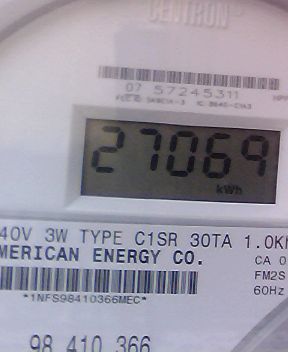 CENTRON
07 57245311
27069
kWh
40V 3W TYPE C1SR 30TA 1.0K
MERICAN ENERGY CO.
CA 0
FM2S
60Hz
*1NFS98410366MEC*
98 410 366